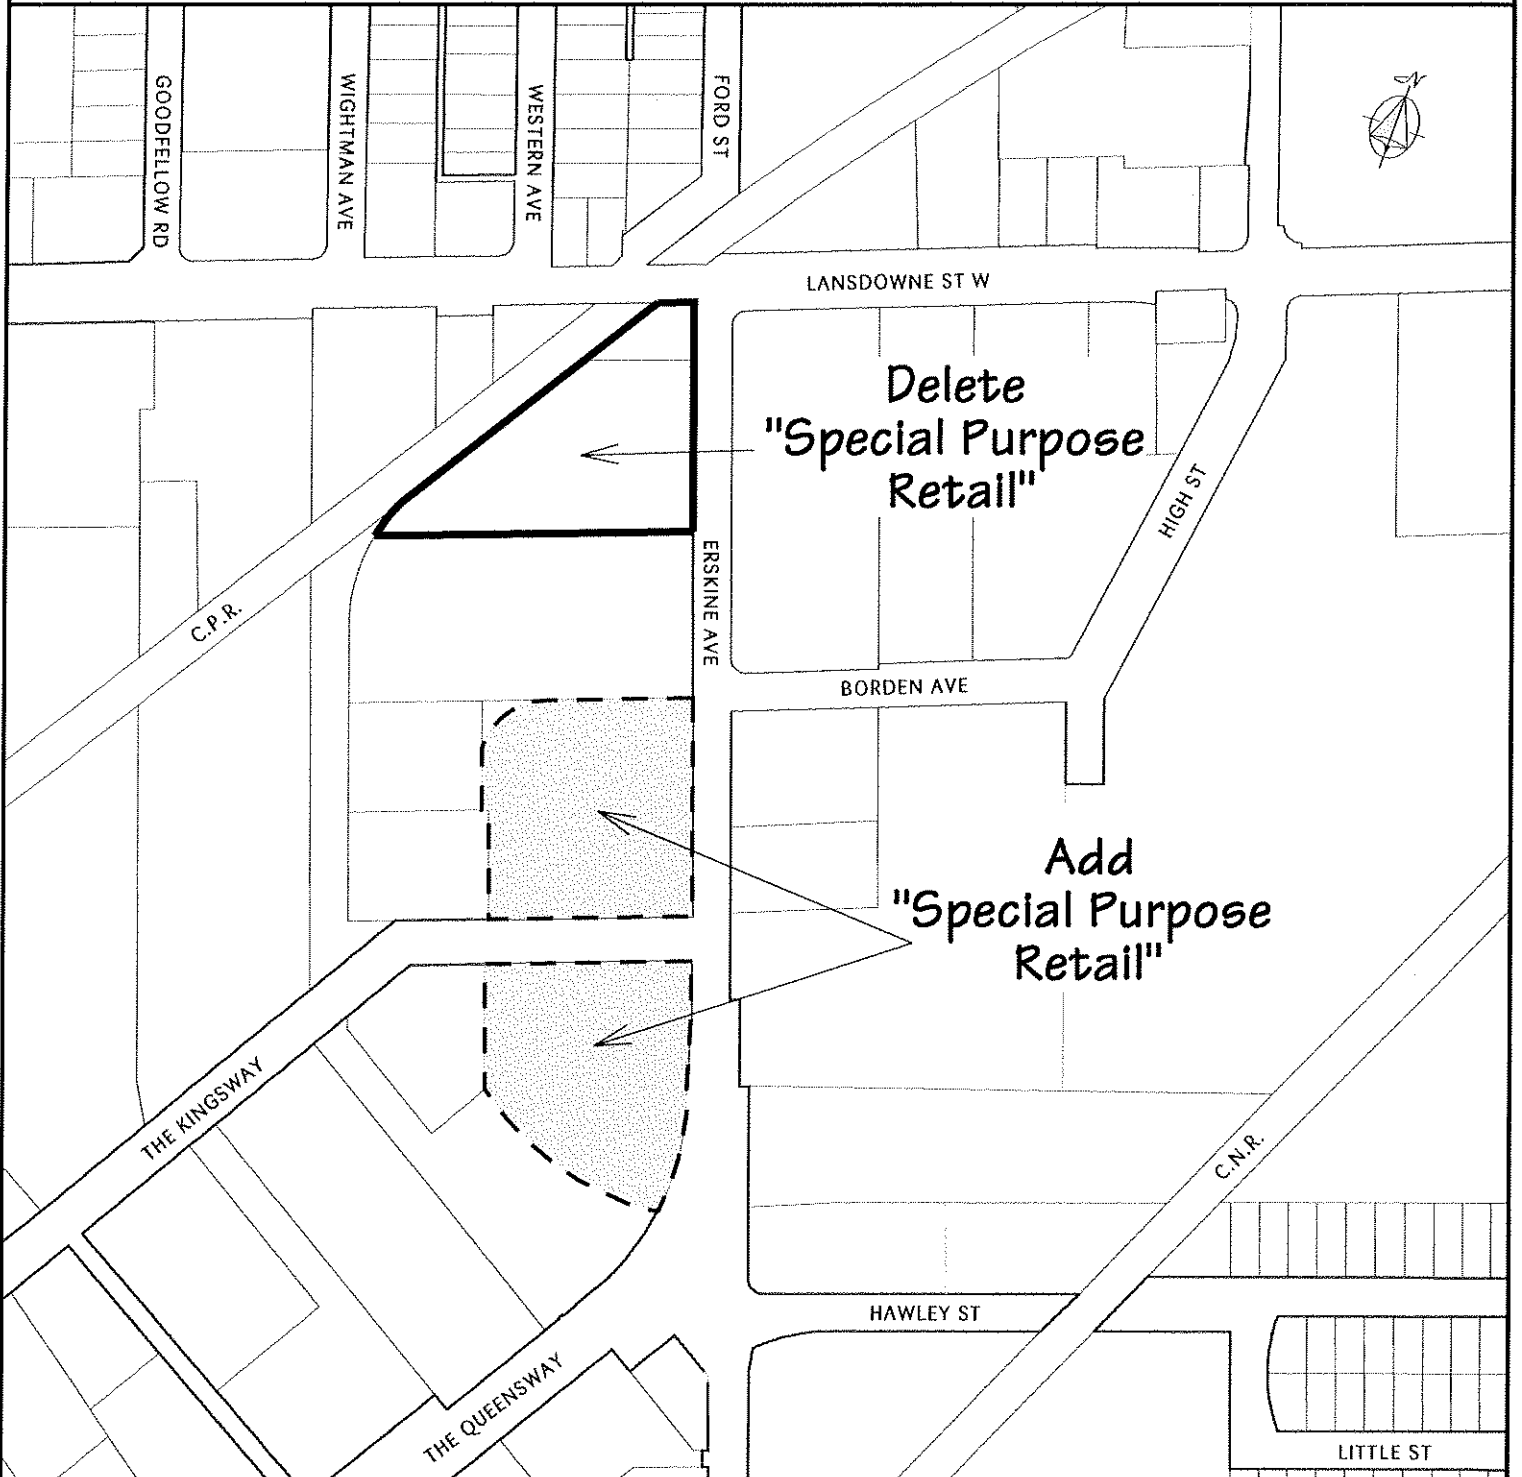 GOODFELLOW RD
WIGHTMAN AVE
WESTERN AVE
FORD ST
N
LANSDOWNE ST W
Delete
"Special Purpose
Retail"
HIGH ST
ERSKINE AVE
C.P.R.
BORDEN AVE
Add
"Special Purpose
Retail"
THE KINGSWAY
C.N.R.
HAWLEY ST
THE QUEENSWAY
LITTLE ST